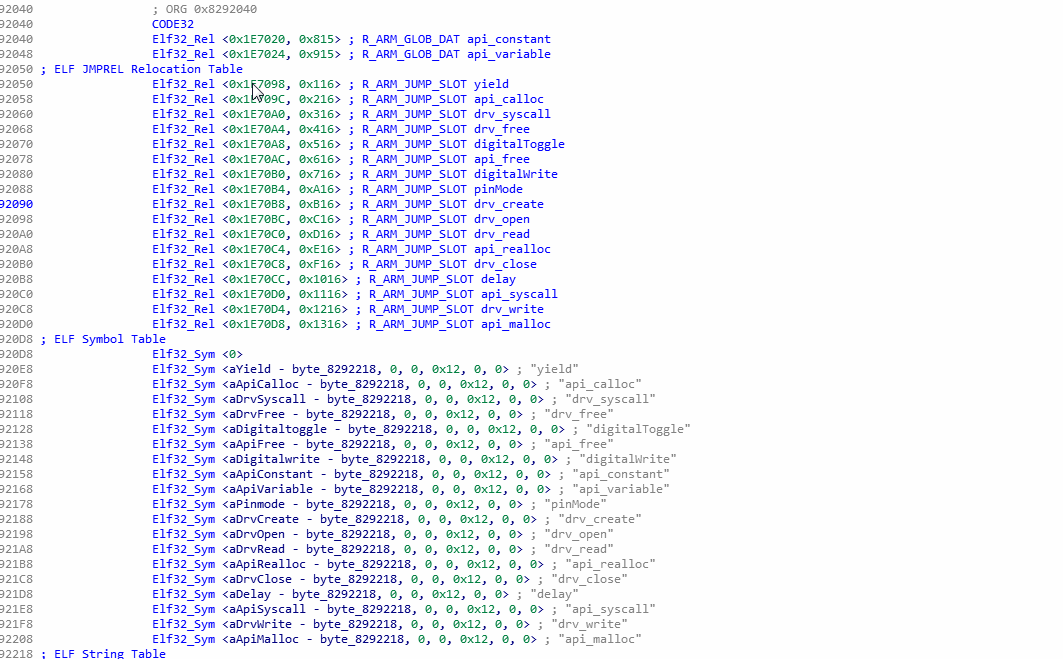 92040 ; ORG 0x8292040
92040 CODE32
92040 Elf32_Rel <0x1E7020, 0x815> ; R_ARM_GLOB_DAT api_constant
92048 Elf32_Rel <0x1E7024, 0x915> ; R_ARM_GLOB_DAT api_variable
92050 ; ELF JMPREL Relocation Table
92050 Elf32_Rel <0x1E7098, 0x116> ; R_ARM_JUMP_SLOT yield
92058 Elf32_Rel <0x1E709C, 0x216> ; R_ARM_JUMP_SLOT api_calloc
92060 Elf32_Rel <0x1E70A0, 0x316> ; R_ARM_JUMP_SLOT drv_syscall
92068 Elf32_Rel <0x1E70A4, 0x416> ; R_ARM_JUMP_SLOT drv_free
92070 Elf32_Rel <0x1E70A8, 0x516> ; R_ARM_JUMP_SLOT digitalToggle
92078 Elf32_Rel <0x1E70AC, 0x616> ; R_ARM_JUMP_SLOT api_free
92080 Elf32_Rel <0x1E70B0, 0x716> ; R_ARM_JUMP_SLOT digitalWrite
92088 Elf32_Rel <0x1E70B4, 0xA16> ; R_ARM_JUMP_SLOT pinMode
92090 Elf32_Rel <0x1E70B8, 0xB16> ; R_ARM_JUMP_SLOT drv_create
92098 Elf32_Rel <0x1E70BC, 0xC16> ; R_ARM_JUMP_SLOT drv_open
920A0 Elf32_Rel <0x1E70C0, 0xD16> ; R_ARM_JUMP_SLOT drv_read
920A8 Elf32_Rel <0x1E70C4, 0xE16> ; R_ARM_JUMP_SLOT api_realloc
920B0 Elf32_Rel <0x1E70C8, 0xF16> ; R_ARM_JUMP_SLOT drv_close
920B8 Elf32_Rel <0x1E70CC, 0x1016> ; R_ARM_JUMP_SLOT delay
920C0 Elf32_Rel <0x1E70D0, 0x1116> ; R_ARM_JUMP_SLOT api_syscall
920C8 Elf32_Rel <0x1E70D4, 0x1216> ; R_ARM_JUMP_SLOT drv_write
920D0 Elf32_Rel <0x1E70D8, 0x1316> ; R_ARM_JUMP_SLOT api_malloc
920D8 ; ELF Symbol Table
920D8 Elf32_Sym <0>
920E8 Elf32_Sym <aYield - byte_8292218, 0, 0, 0x12, 0, 0> ; "yield"
920F8 Elf32_Sym <aApiCalloc - byte_8292218, 0, 0, 0x12, 0, 0> ; "api_calloc"
92108 Elf32_Sym <aDrvSyscall - byte_8292218, 0, 0, 0x12, 0, 0> ; "drv_syscall"
92118 Elf32_Sym <aDrvFree - byte_8292218, 0, 0, 0x12, 0, 0> ; "drv_free"
92128 Elf32_Sym <aDigitaltoggle - byte_8292218, 0, 0, 0x12, 0, 0> ; "digitalToggle"
92138 Elf32_Sym <aApiFree - byte_8292218, 0, 0, 0x12, 0, 0> ; "api_free"
92148 Elf32_Sym <aDigitalwrite - byte_8292218, 0, 0, 0x12, 0, 0> ; "digitalWrite"
92158 Elf32_Sym <aApiConstant - byte_8292218, 0, 0, 0x12, 0, 0> ; "api_constant"
92168 Elf32_Sym <aApiVariable - byte_8292218, 0, 0, 0x12, 0, 0> ; "api_variable"
92178 Elf32_Sym <aPinmode - byte_8292218, 0, 0, 0x12, 0, 0> ; "pinMode"
92188 Elf32_Sym <aDrvCreate - byte_8292218, 0, 0, 0x12, 0, 0> ; "drv_create"
92198 Elf32_Sym <aDrvOpen - byte_8292218, 0, 0, 0x12, 0, 0> ; "drv_open"
921A8 Elf32_Sym <aDrvRead - byte_8292218, 0, 0, 0x12, 0, 0> ; "drv_read"
921B8 Elf32_Sym <aApiRealloc - byte_8292218, 0, 0, 0x12, 0, 0> ; "api_realloc"
921C8 Elf32_Sym <aDrvClose - byte_8292218, 0, 0, 0x12, 0, 0> ; "drv_close"
921D8 Elf32_Sym <aDelay - byte_8292218, 0, 0, 0x12, 0, 0> ; "delay"
921E8 Elf32_Sym <aApiSyscall - byte_8292218, 0, 0, 0x12, 0, 0> ; "api_syscall"
921F8 Elf32_Sym <aDrvWrite - byte_8292218, 0, 0, 0x12, 0, 0> ; "drv_write"
92208 Elf32_Sym <aApiMalloc - byte_8292218, 0, 0, 0x12, 0, 0> ; "api_malloc"
92218 ; ELF String Table